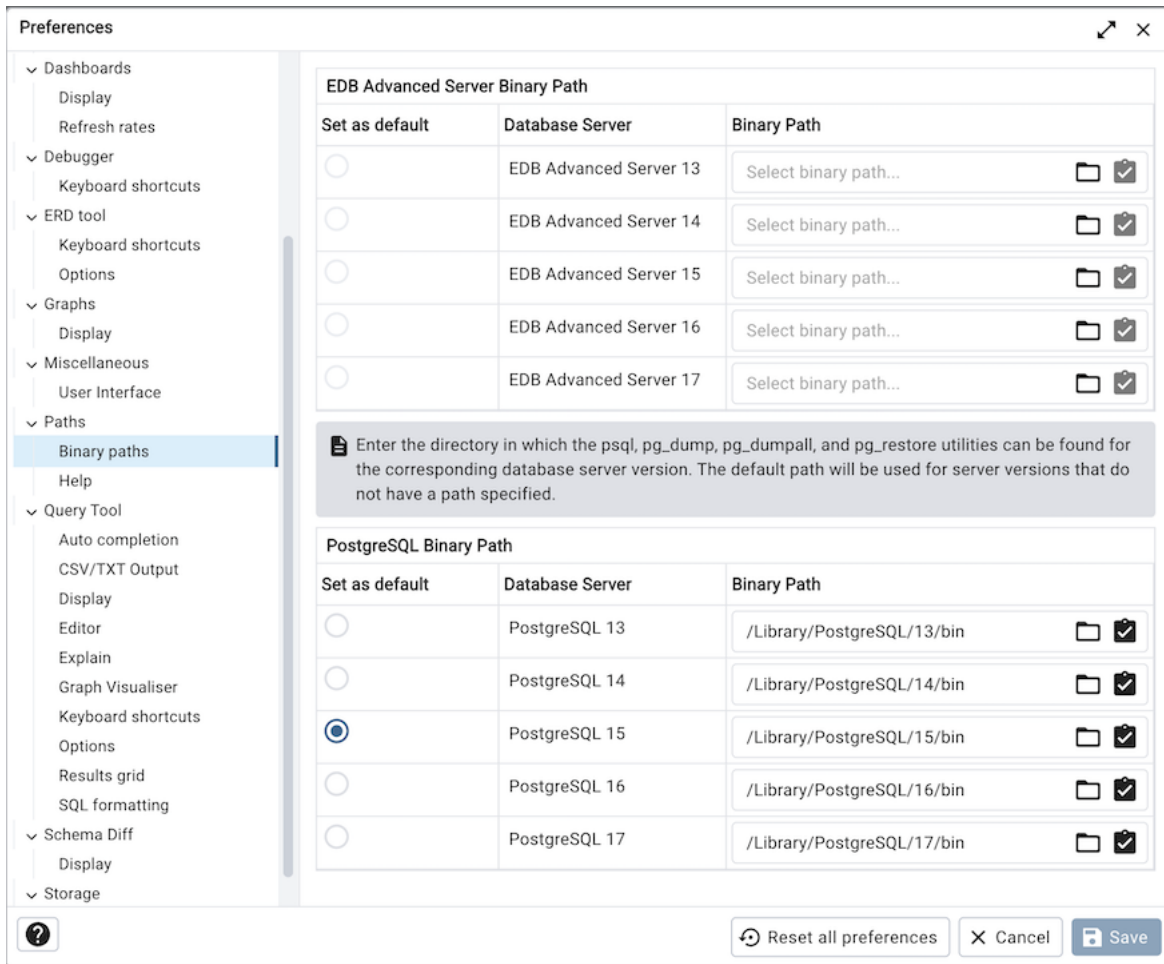 Preferences
Dashboards
Display
Refresh rates
Debugger
Keyboard shortcuts
ERD tool
Keyboard shortcuts
Options
Graphs
Display
Miscellaneous
User Interface
Paths
Binary paths
Help
Query Tool
Auto completion
CSV/TXT Output
Display
Editor
Explain
Graph Visualiser
Keyboard shortcuts
Options
Results grid
SQL formatting
Schema Diff
Display
Storage
EDB Advanced Server Binary Path
Set as default Database Server Binary Path
EDB Advanced Server 13 Select binary path...
EDB Advanced Server 14 Select binary path...
EDB Advanced Server 15 Select binary path...
EDB Advanced Server 16 Select binary path...
EDB Advanced Server 17 Select binary path...
Enter the directory in which the psql, pg_dump, pg_dumpall, and pg_restore utilities can be found for
the corresponding database server version. The default path will be used for server versions that do
not have a path specified.
PostgreSQL Binary Path
Set as default Database Server Binary Path
PostgreSQL 13 /Library/PostgreSQL/13/bin
PostgreSQL 14 /Library/PostgreSQL/14/bin
PostgreSQL 15 /Library/PostgreSQL/15/bin
PostgreSQL 16 /Library/PostgreSQL/16/bin
PostgreSQL 17 /Library/PostgreSQL/17/bin
? Reset all preferences Cancel Save